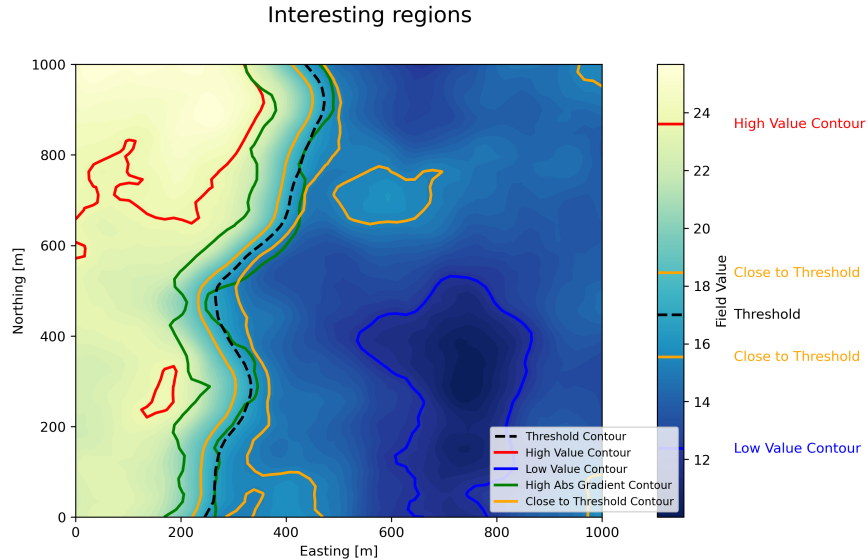 Interesting regions
1000
800
600
400
200
0
Northing [m]
0
200
400
600
800
1000
Easting [m]
Threshold Contour
High Value Contour
Low Value Contour
High Abs Gradient Contour
Close to Threshold Contour
24
22
20
18
16
14
12
Field Value
High Value Contour
Close to Threshold
Threshold
Close to Threshold
Low Value Contour